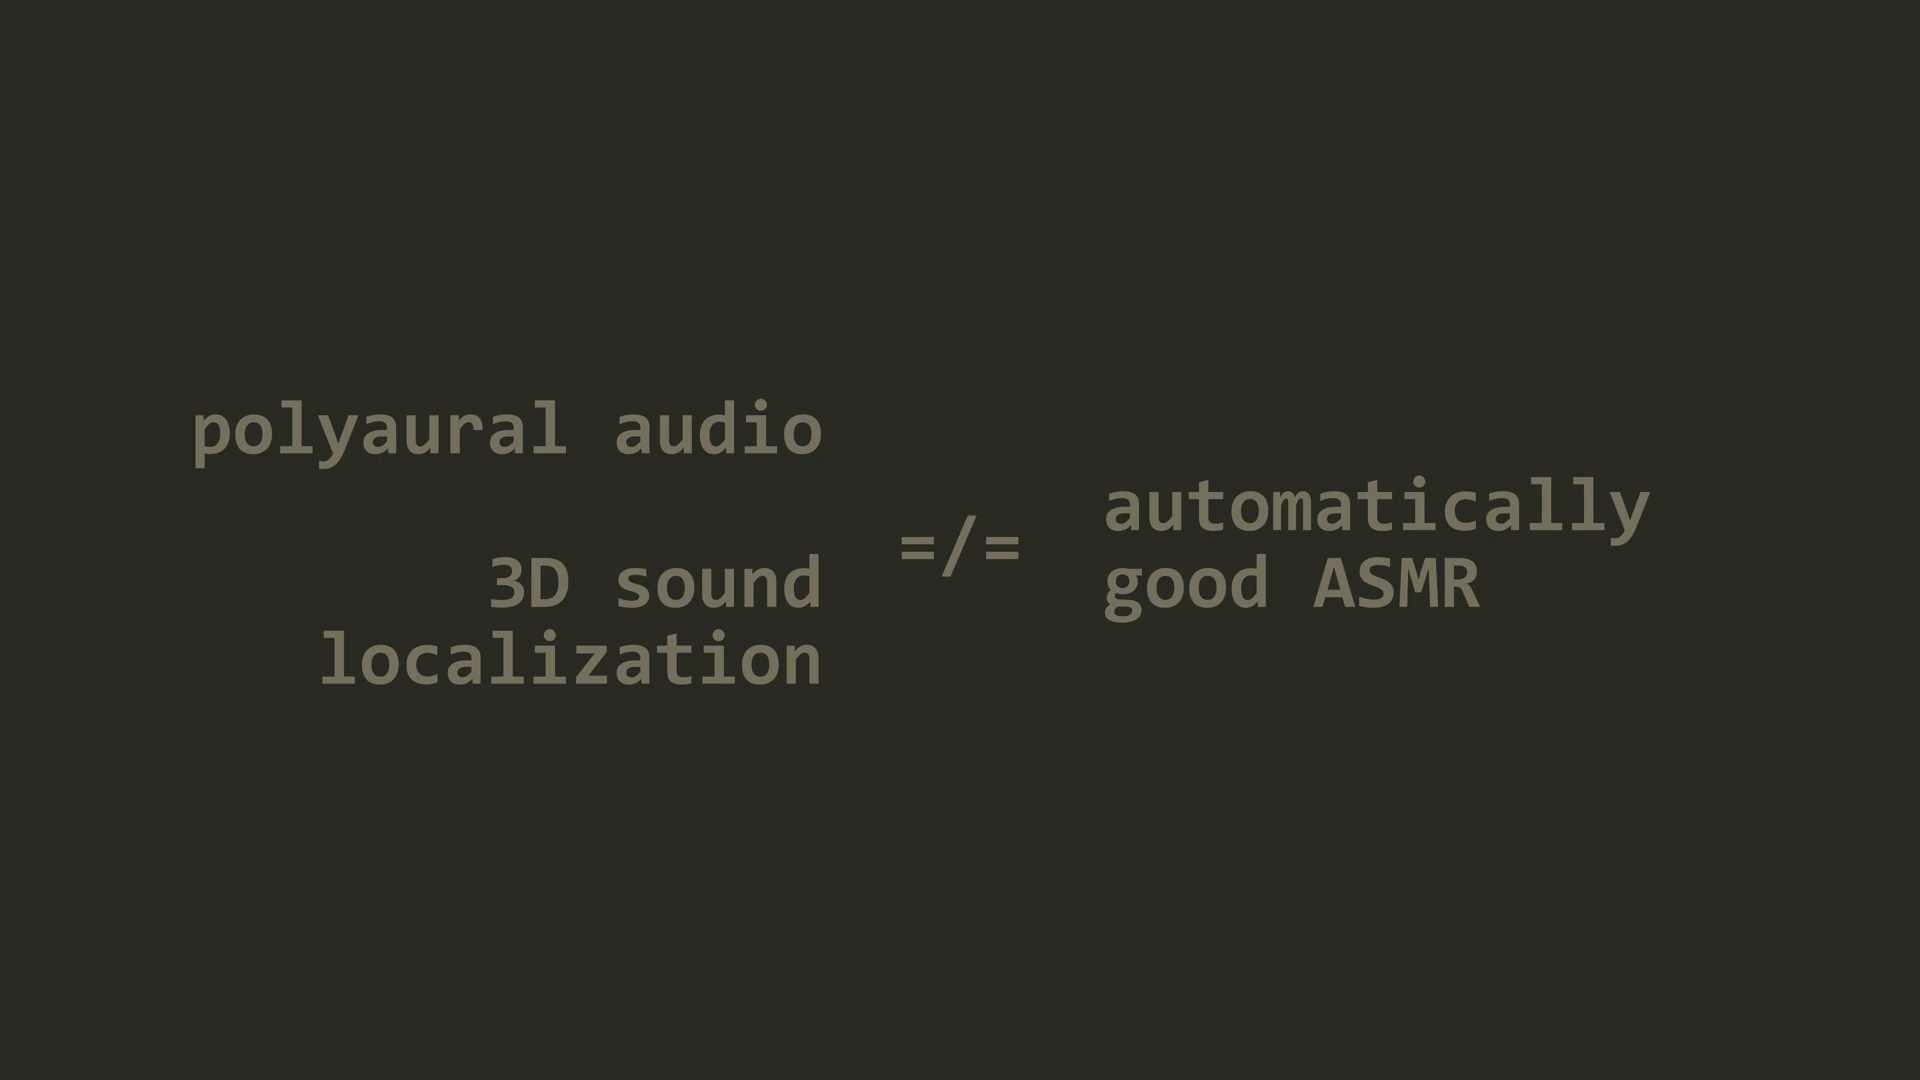 polyaural audio
3D sound
localization
=/=
automatically
good ASMR